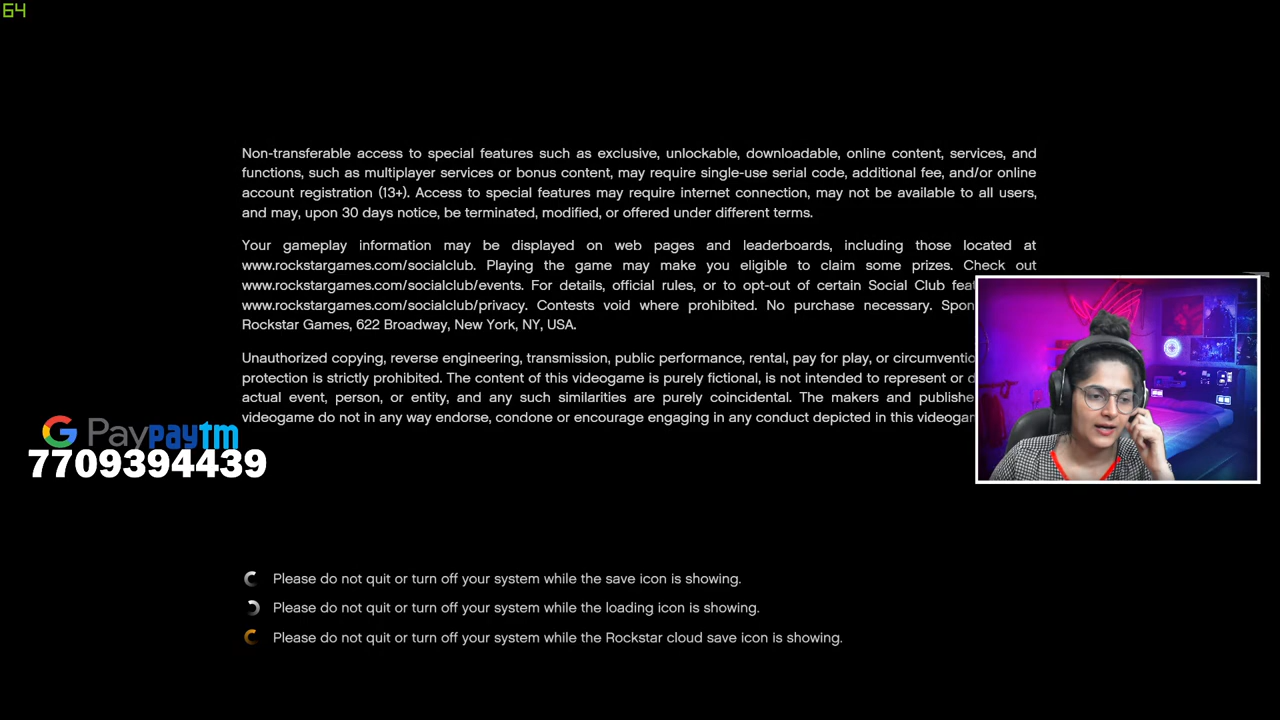 64
Non-transferable access to special features such as exclusive, unlockable, downloadable, online content, services, and
functions, such as multiplayer services or bonus content, may require single-use serial code, additional fee, and/or online
account registration (13+). Access to special features may require internet connection, may not be available to all users,
and may, upon 30 days notice, be terminated, modified, or offered under different terms.
Your gameplay information may be displayed on web pages and leaderboards, including those located at
www.rockstargames.com/socialclub. Playing the game may make you eligible to claim some prizes. Check out
www.rockstargames.com/socialclub/events. For details, official rules, or to opt-out of certain Social Club
www.rockstargames.com/socialclub/privacy. Contests void where prohibited. No purchase necessary.
Rockstar Games, 622 Broadway, New York, NY, USA.
Unauthorized copying, reverse engineering, transmission, public performance, rental, pay for play, or
protection is strictly prohibited. The content of this videogame is purely fictional, is not intended to represent or
actual event, person, or entity, and any such similarities are purely coincidental. The makers and
videogame do not in any way endorse, condone or encourage engaging in any conduct depicted in this
G Pay paytm
7709394439
Please do not quit or turn off your system while the save icon is showing.
Please do not quit or turn off your system while the loading icon is showing.
Please do not quit or turn off your system while the Rockstar cloud save icon is showing.